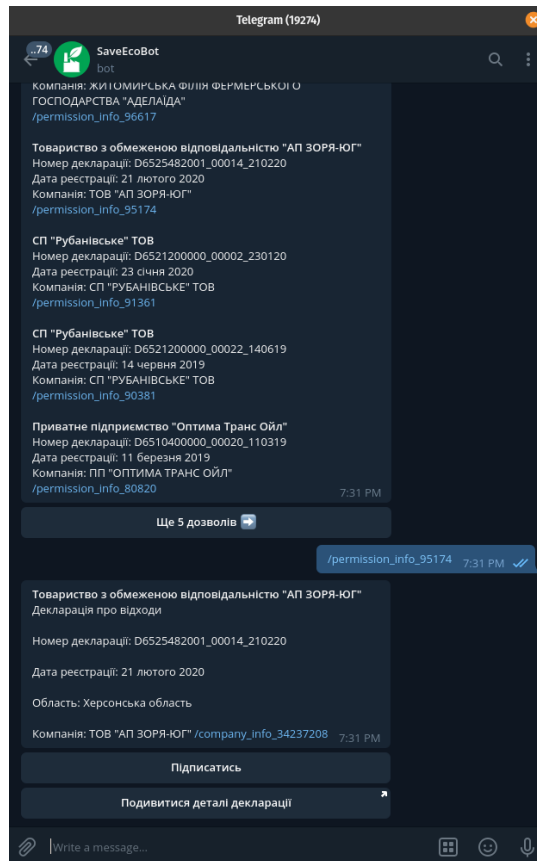 Telegram (19274)
..74
SaveEcoBot
bot
Компанія: ЖИТОМИРСЬКА ФІЛІЯ ФЕРМЕРСЬКОГО
ГОСПОДАРСТВА "АДЕЛАЇДА"
/permission_info_96617
Товариство з обмеженою відповідальністю "АП ЗОРЯ-ЮГ"
Номер декларації: D6525482001_00014_210220
Дата реєстрації: 21 лютого 2020
Компанія: ТОВ "АП ЗОРЯ-ЮГ"
/permission_info_95174
СП "Рубанівське" ТОВ
Номер декларації: D6521200000_00002_230120
Дата реєстрації: 23 січня 2020
Компанія: СП "РУБАНІВСЬКЕ" ТОВ
/permission_info_91361
СП "Рубанівське" ТОВ
Номер декларації: D6521200000_00022_140619
Дата реєстрації: 14 червня 2019
Компанія: СП "РУБАНІВСЬКЕ" ТОВ
/permission_info_90381
Приватне підприємство "Оптима Транс Ойл"
Номер декларації: D6510400000_00020_110319
Дата реєстрації: 11 березня 2019
Компанія: ПП "ОПТИМА ТРАНС ОЙЛ"
/permission_info_80820
7:31 PM
Ще 5 дозволів ➡️
/permission_info_95174 7:31 PM
Товариство з обмеженою відповідальністю "АП ЗОРЯ-ЮГ"
Декларація про відходи
Номер декларації: D6525482001_00014_210220
Дата реєстрації: 21 лютого 2020
Область: Херсонська область
Компанія: ТОВ "АП ЗОРЯ-ЮГ" /company_info_34237208 7:31 PM
Підписатись
Подивитися деталі декларації
Write a message...